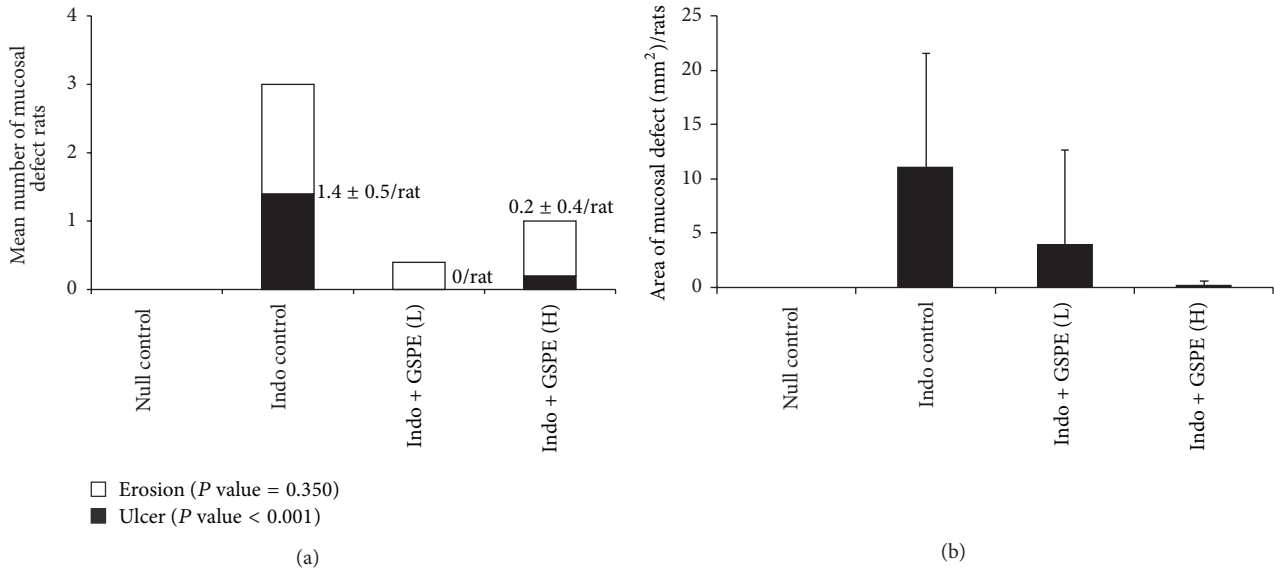 Mean number of mucosal
defect rats
4
3
2
1
0
1.4 ± 0.5/rat
0/rat
0.2 ± 0.4/rat
Null control
Indo control
Indo + GSPE (L)
Indo + GSPE (H)
Erosion (P value = 0.350)
Ulcer (P value < 0.001)
(a)
Area of mucosal defect (mm²)/rats
25
20
15
10
5
0
Null control
Indo control
Indo + GSPE (L)
Indo + GSPE (H)
(b)